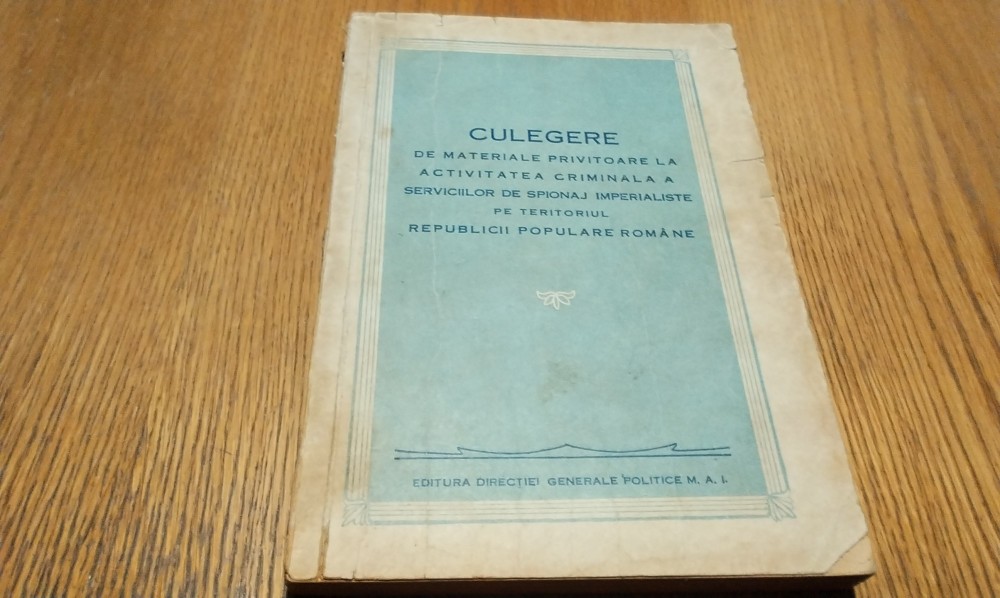 CULEGERE
DE MATERIALE PRIVITOARE LA
ACTIVITATEA CRIMINALA A
SERVICIILOR DE SPIONAJ IMPERIALISTE
PE TERITORIUL
REPUBLICII POPULARE ROMÂNE
EDITURA DIRECȚIEI GENERALE POLITICE M. A. I.